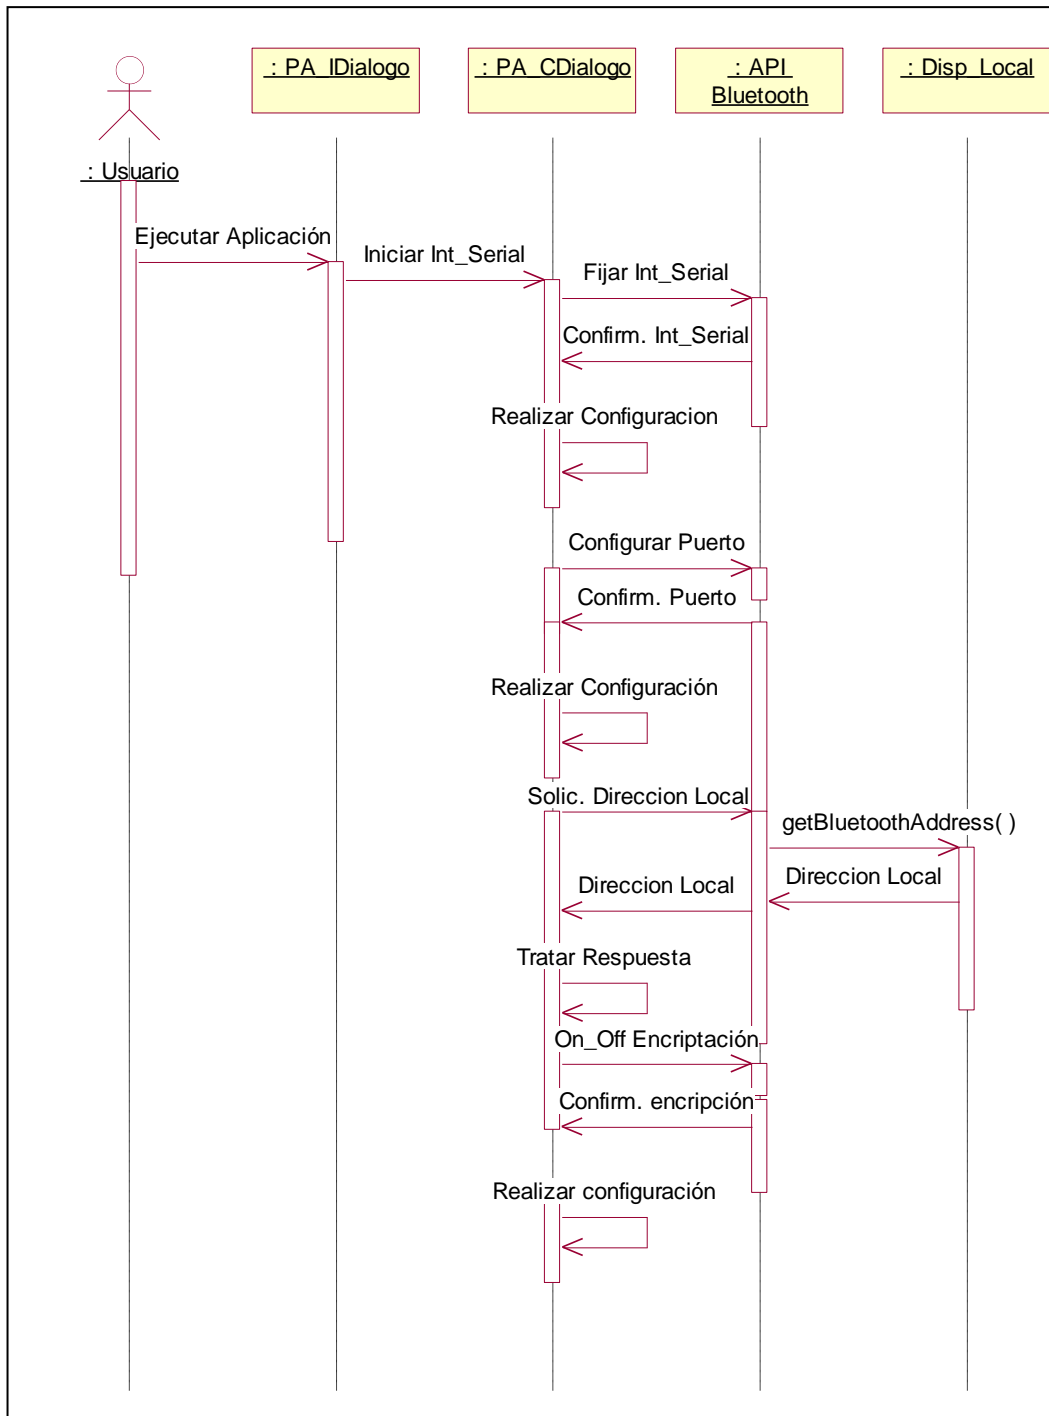 : PA_IDialogo
: PA_CDialogo
: API
Bluetooth
: Disp_Local
: Usuario
Ejecutar Aplicación
Iniciar Int_Serial
Fijar Int_Serial
Confirm. Int_Serial
Realizar Configuracion
Configurar Puerto
Confirm. Puerto
Realizar Configuración
Solic. Direccion Local
getBluetoothAddress( )
Direccion Local
Direccion Local
Tratar Respuesta
On_Off Encriptación
Confirm. encripción
Realizar configuración